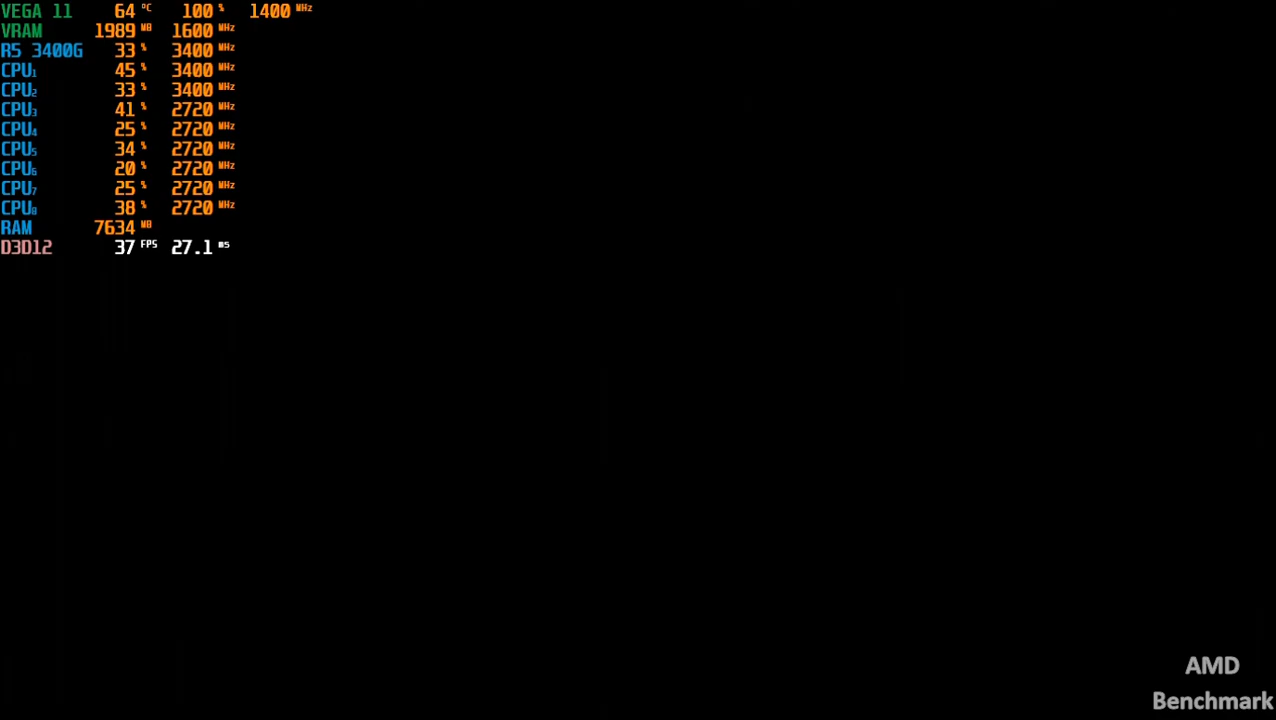 VEGA 11 64 °C 100 % 1400 MHz
VRAM 1989 MB 1600 MHz
R5 3400G 33 % 3400 MHz
CPU1 45 % 3400 MHz
CPU2 33 % 3400 MHz
CPU3 41 % 2720 MHz
CPU4 25 % 2720 MHz
CPU5 34 % 2720 MHz
CPU6 20 % 2720 MHz
CPU7 25 % 2720 MHz
CPU8 38 % 2720 MHz
RAM 7634 MB
D3D12 37 FPS 27.1 ms
AMD
Benchmark